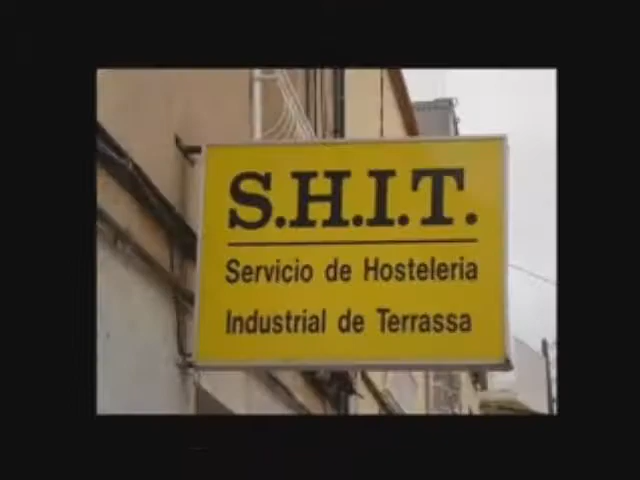 S.H.I.T.
Servicio de Hosteleria
Industrial de Terrassa